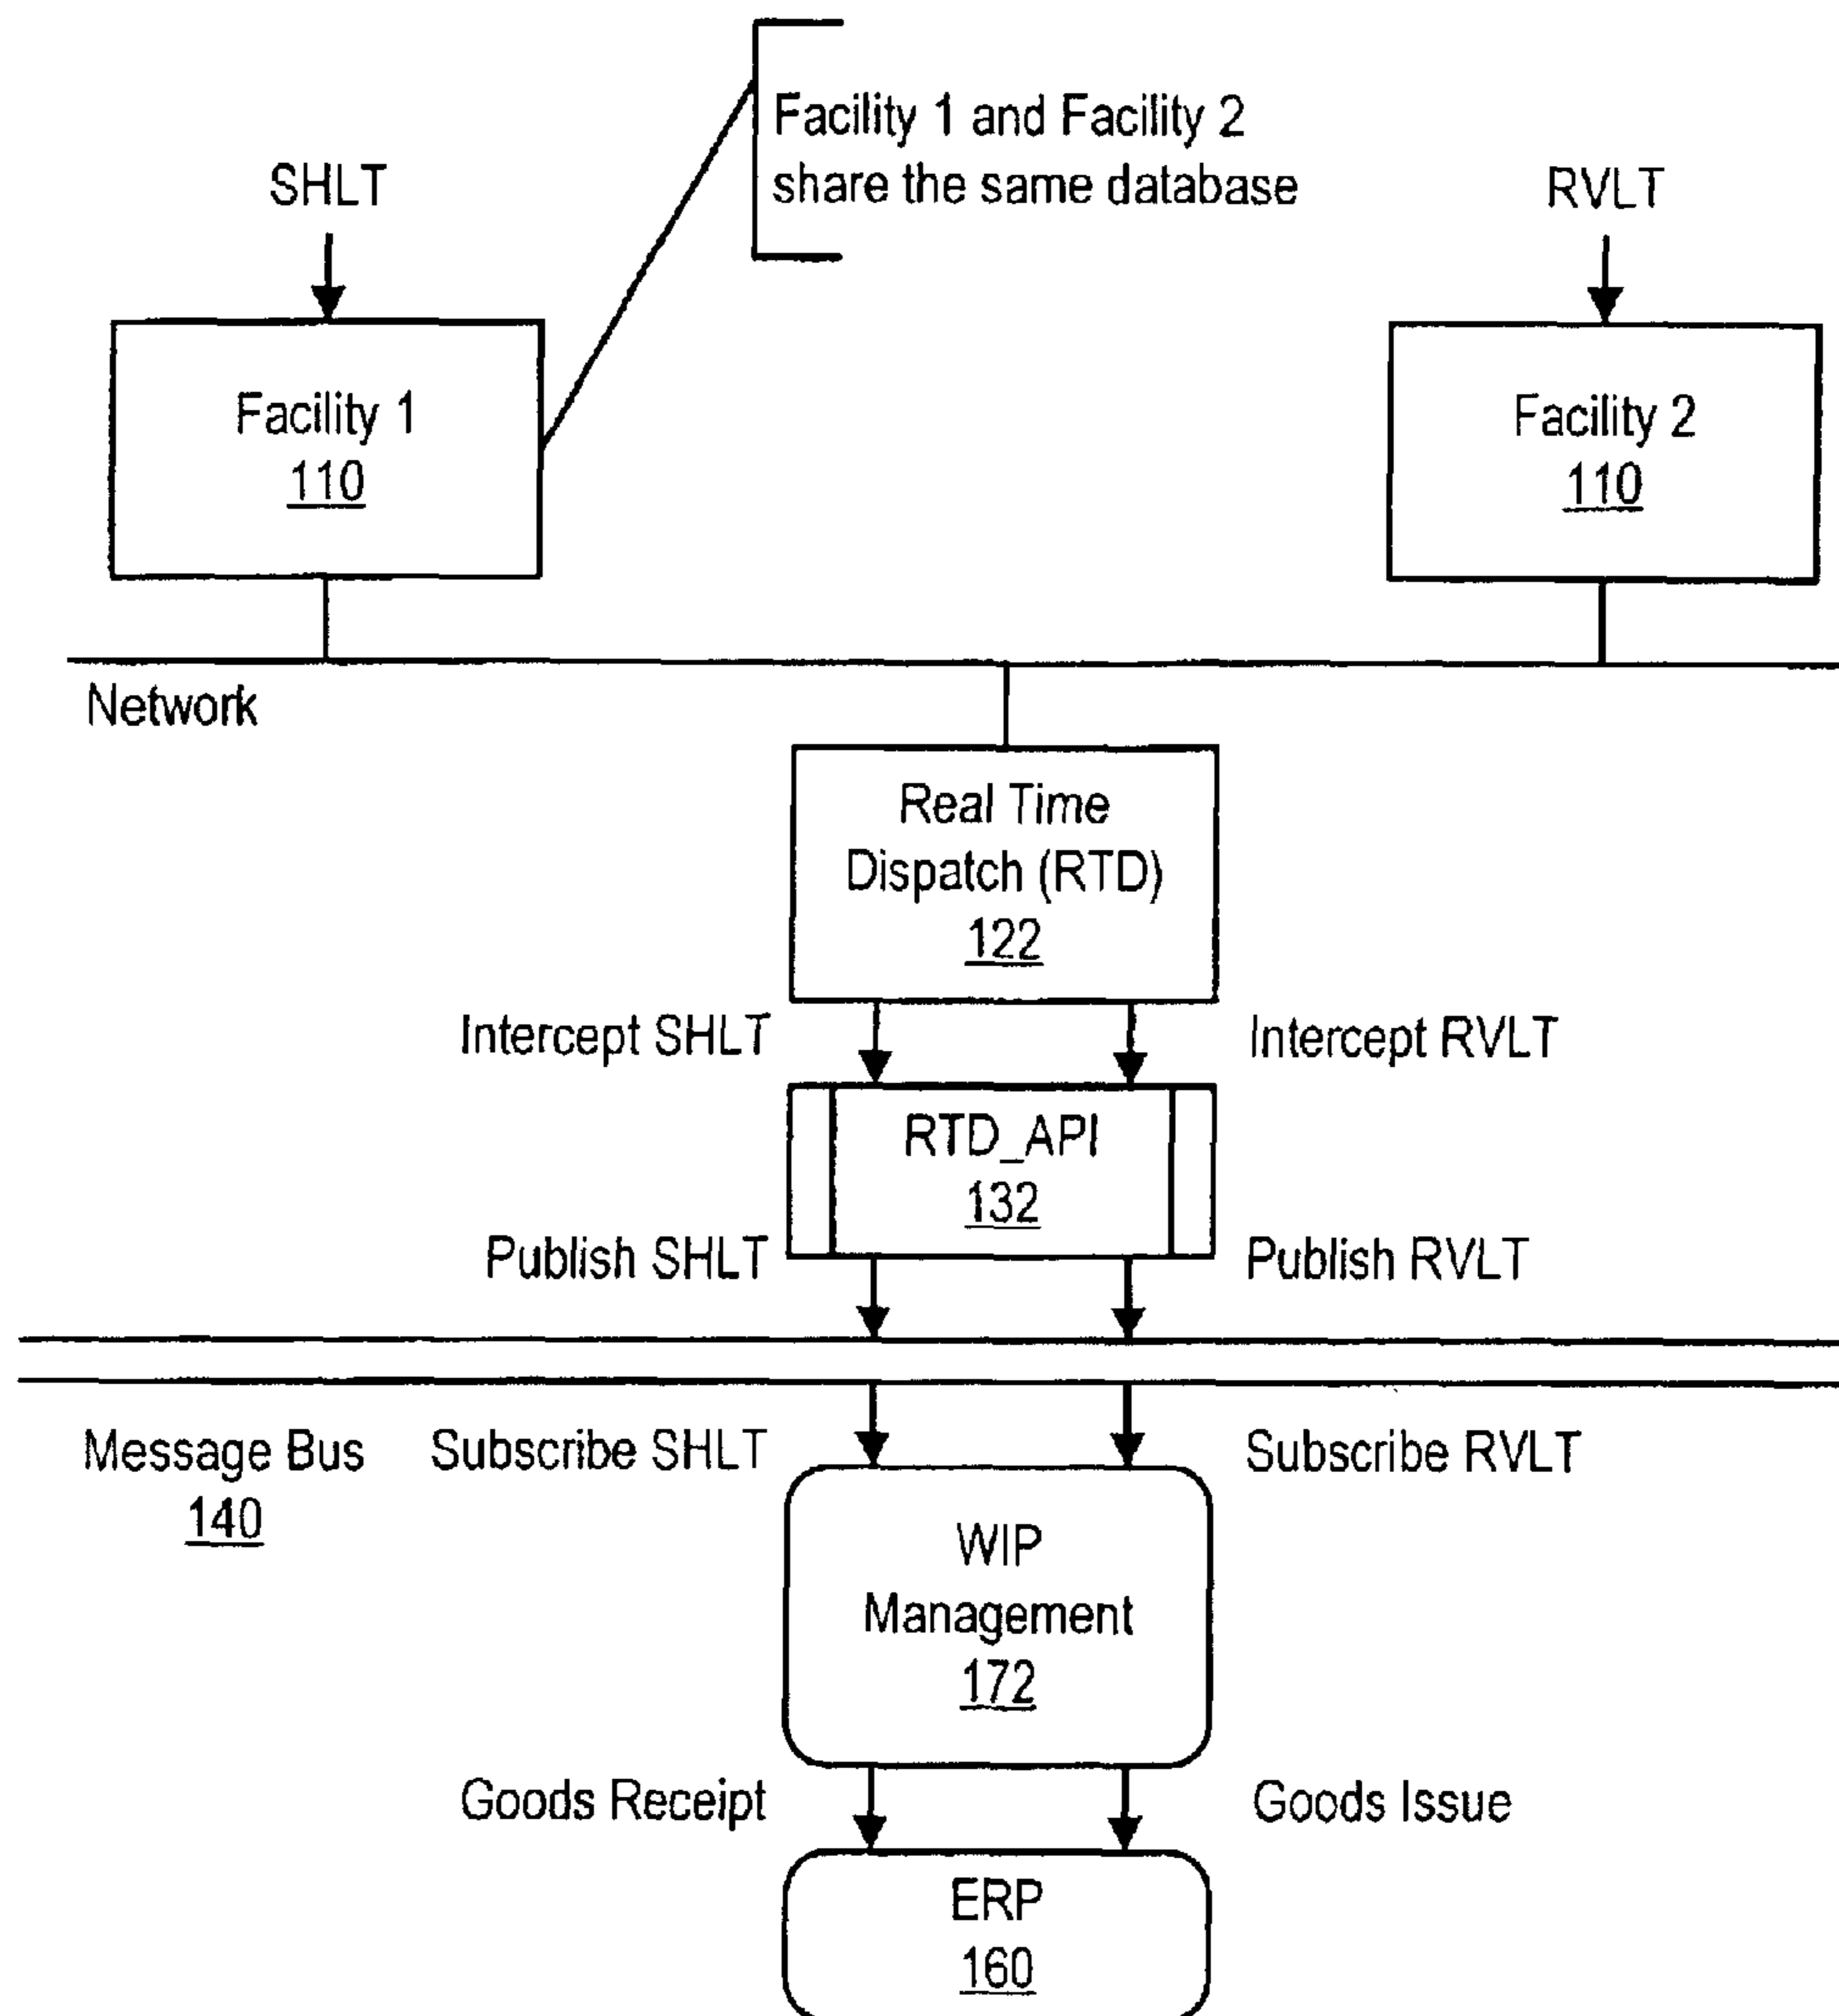 Facility 1 and Facility 2
share the same database
SHLT
RVLT
Facility 1
110
Facility 2
110
Network
Real Time
Dispatch (RTD)
122
Intercept SHLT
Intercept RVLT
RTD_API
132
Publish SHLT
Publish RVLT
Message Bus
140
Subscribe SHLT
Subscribe RVLT
WIP
Management
172
Goods Receipt
Goods Issue
ERP
160